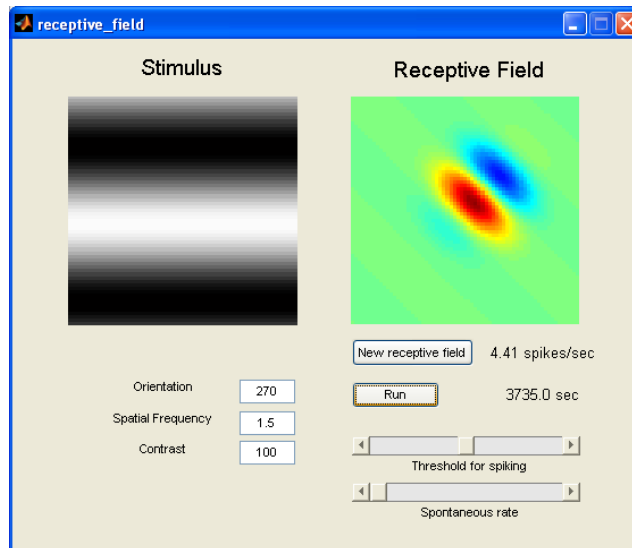 receptive_field
Stimulus
Receptive Field
New receptive field 4.41 spikes/sec
Orientation 270
Run 3735.0 sec
Spatial Frequency 1.5
Contrast 100
Threshold for spiking
Spontaneous rate